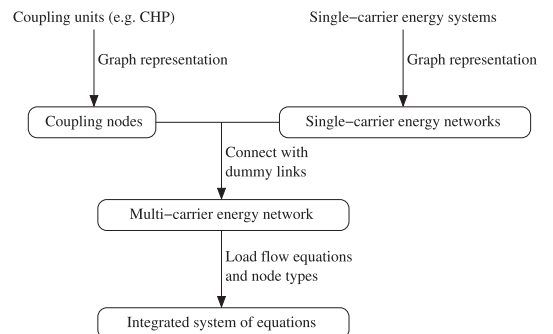 Coupling units (e.g. CHP)
Single−carrier energy systems
Graph representation
Graph representation
Coupling nodes
Single−carrier energy networks
Connect with
dummy links
Multi−carrier energy network
Load flow equations
and node types
Integrated system of equations